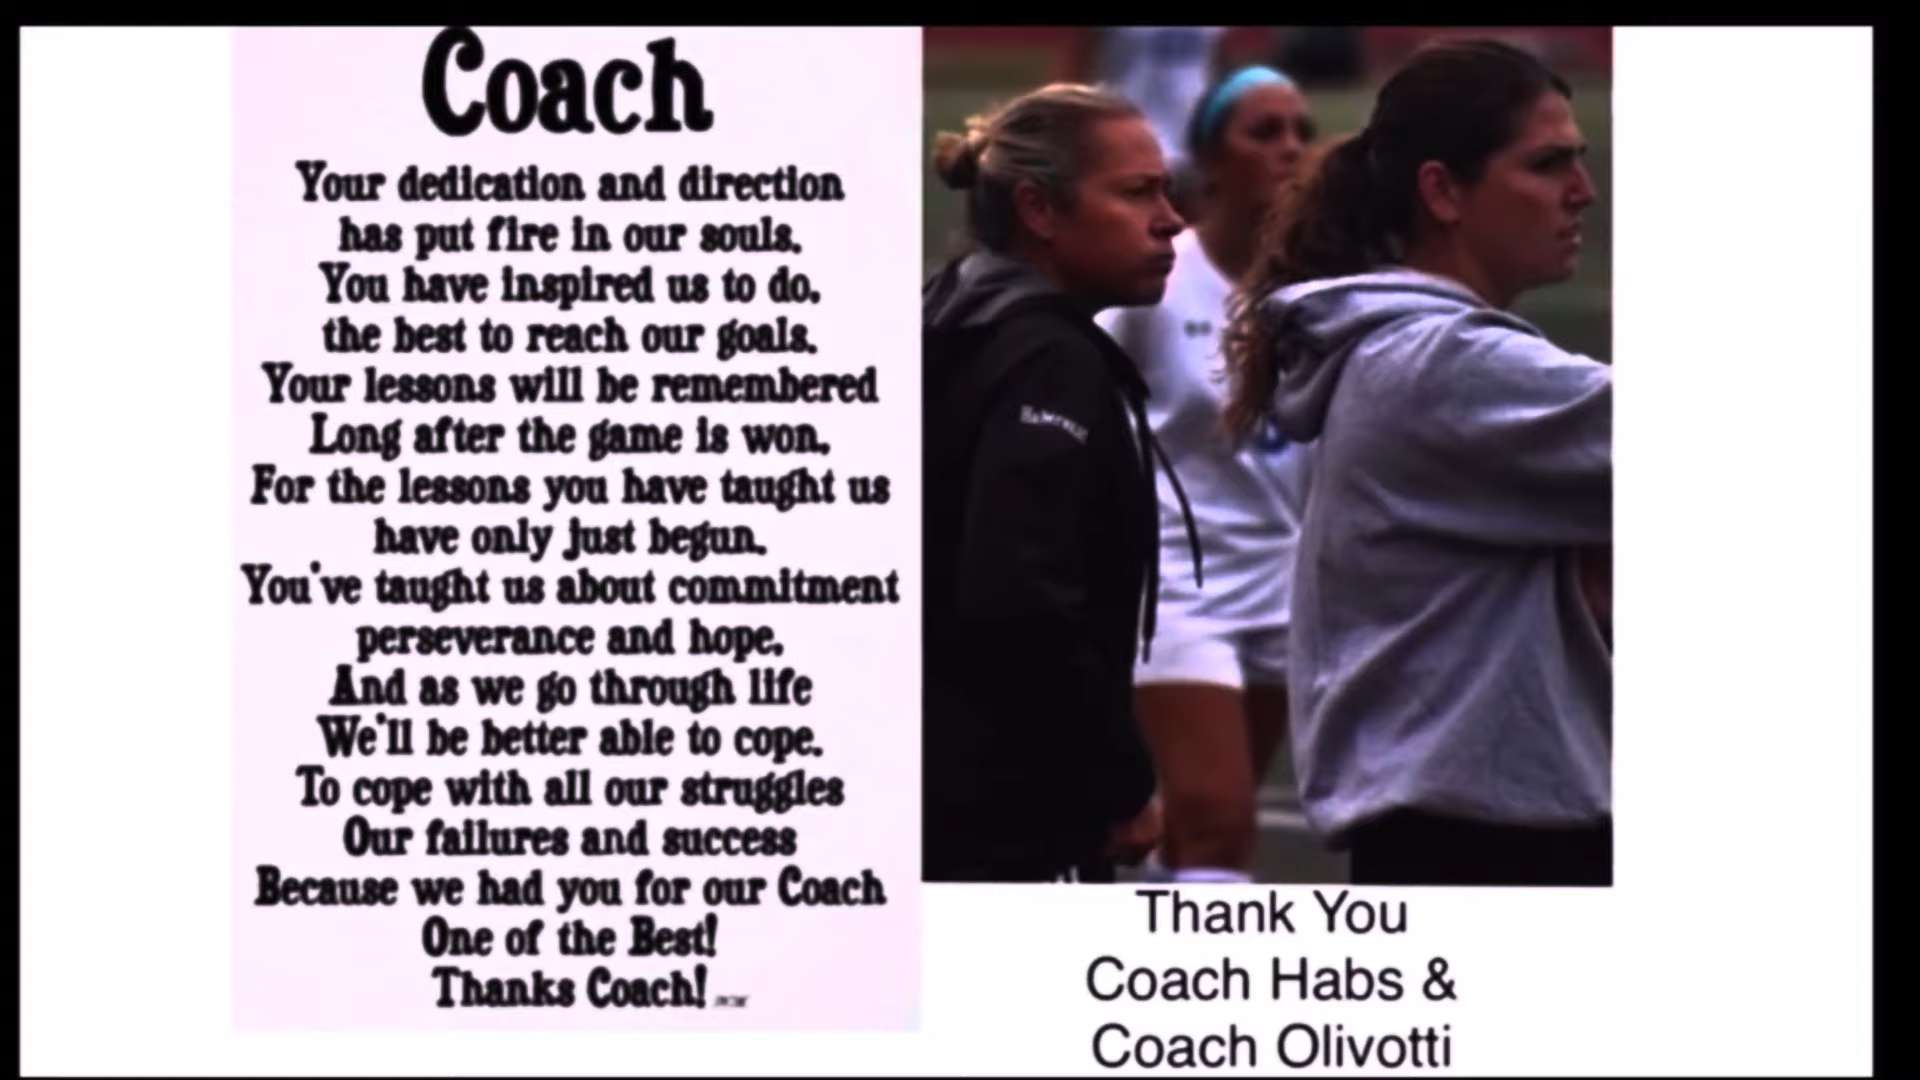 Coach
Your dedication and direction
has put fire in our souls.
You have inspired us to do,
the best to reach our goals.
Your lessons will be remembered
Long after the game is won,
For the lessons you have taught us
have only just begun.
You've taught us about commitment
perseverance and hope,
And as we go through life
We'll be better able to cope.
To cope with all our struggles
Our failures and success
Because we had you for our Coach
One of the Best!
Thanks Coach!
Thank You
Coach Habs &
Coach Olivotti